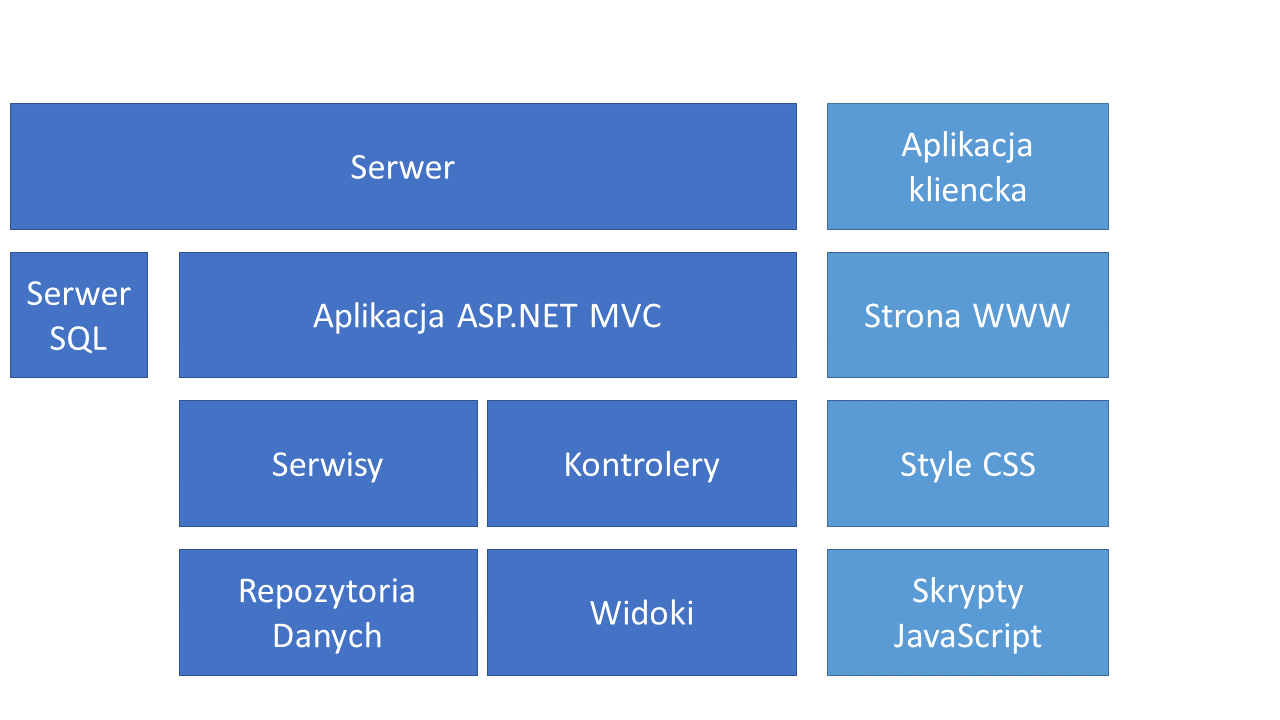 Serwer
Aplikacja
kliencka
Serwer
SQL
Aplikacja ASP.NET MVC
Strona WWW
Serwisy
Kontrolery
Style CSS
Repozytoria
Danych
Widoki
Skrypty
JavaScript